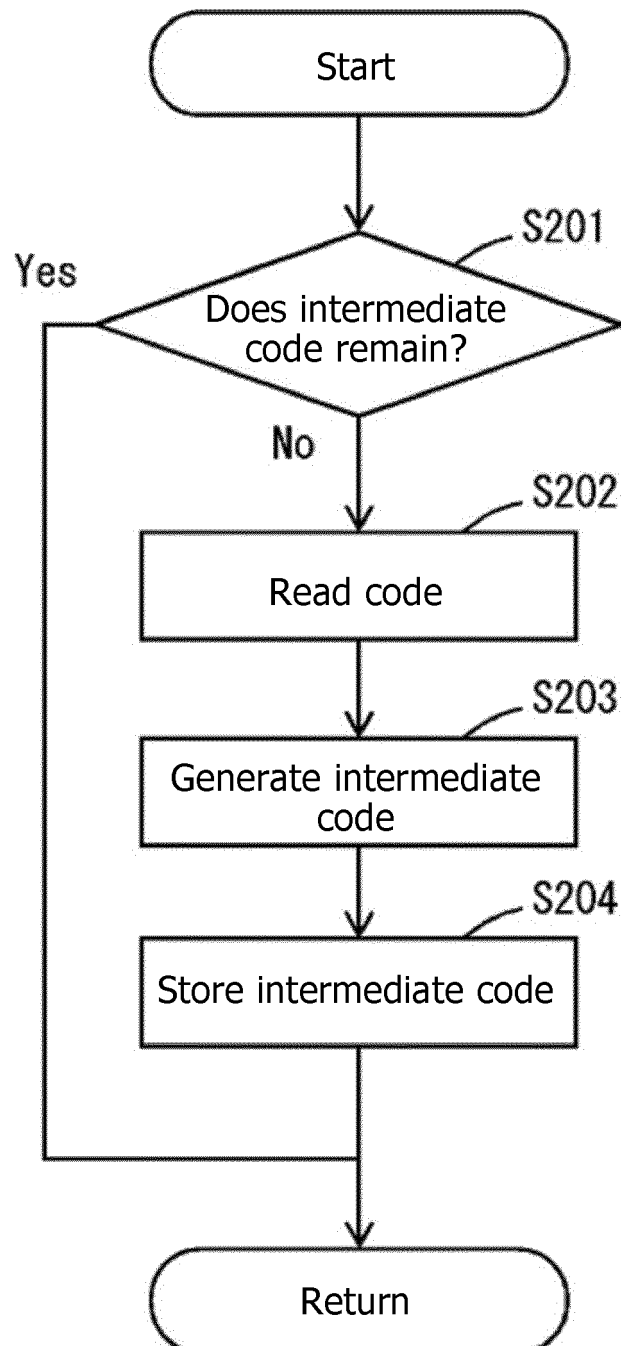 Start
S201
Yes
Does intermediate
code remain?
No
S202
Read code
S203
Generate intermediate
code
S204
Store intermediate code
Return